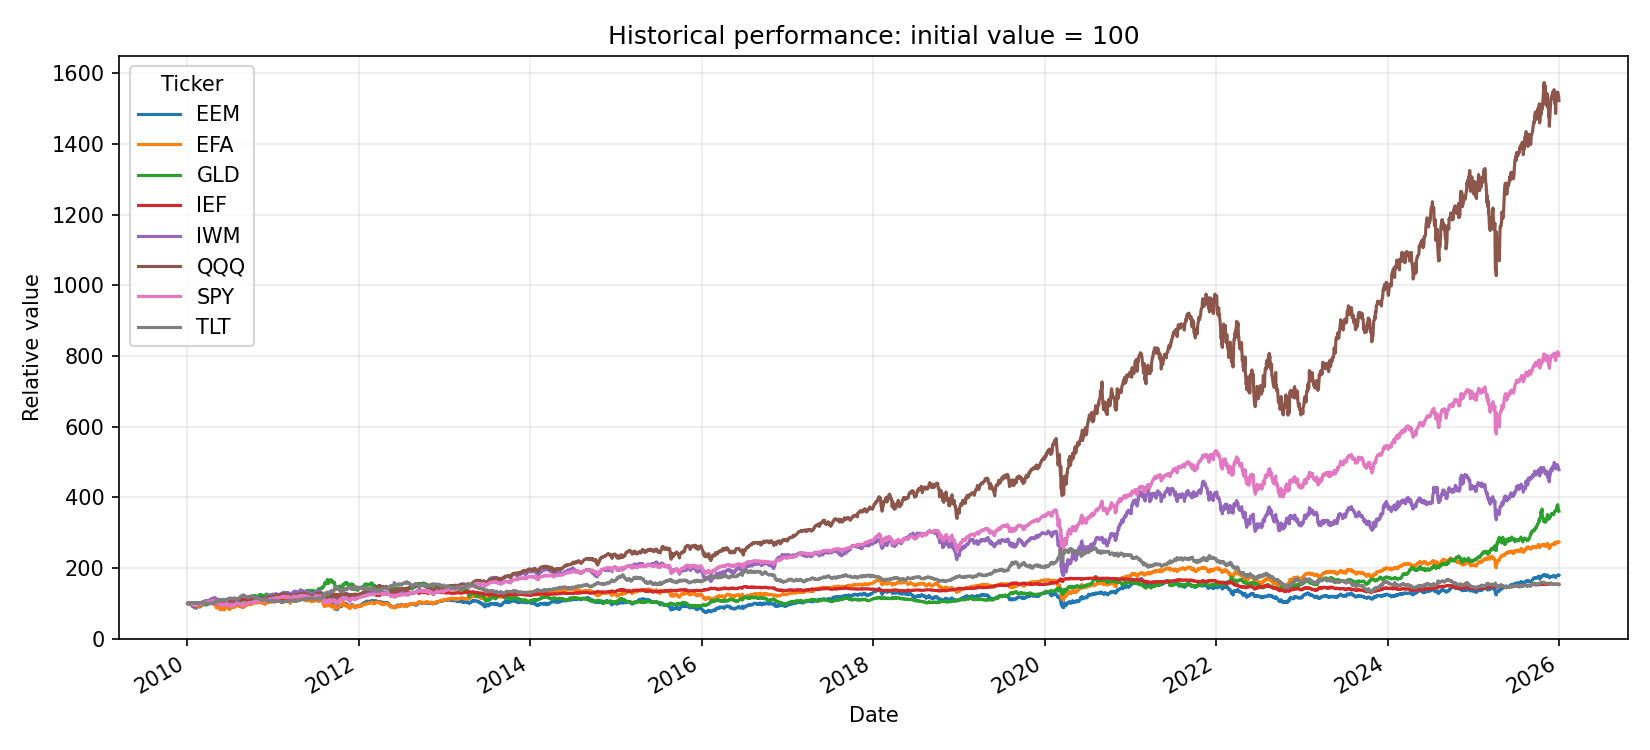 Historical performance: initial value = 100
Ticker
EEM
EFA
GLD
IEF
IWM
QQQ
SPY
TLT
Relative value
1600
1400
1200
1000
800
600
400
200
0
2010
2012
2014
2016
2018
2020
2022
2024
2026
Date